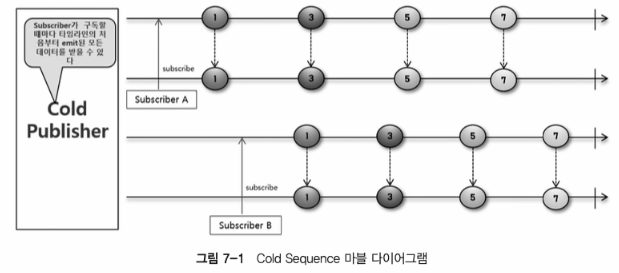 Subscriber가 구독할
때마다 타임라인의 처
음부터 emit된 모든
데이터를 받을 수 있
다
Cold
Publisher
1 3 5 7
subscribe
1 3 5 7
Subscriber A
1 3 5 7
subscribe
1 3 5 7
Subscriber B
그림 7-1 Cold Sequence 마블 다이어그램